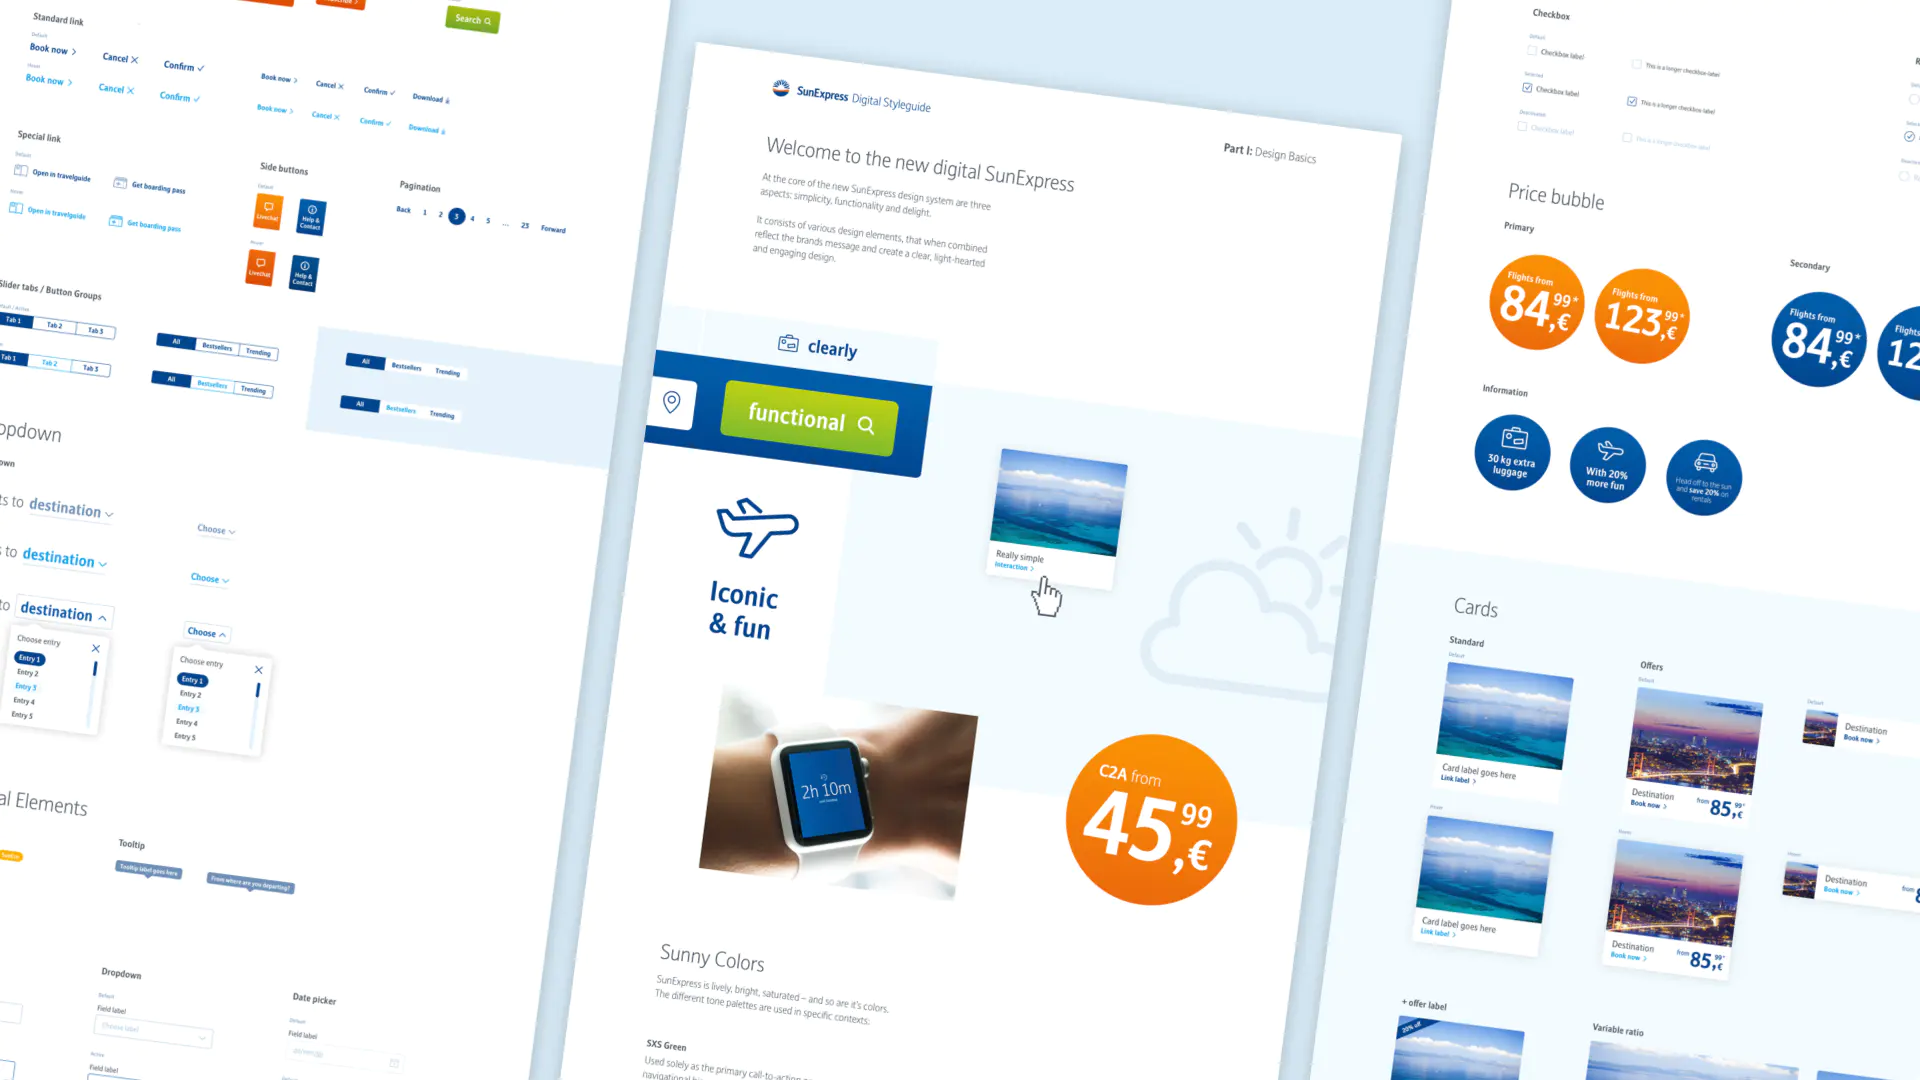 Standard link
Default
Book now
Cancel
Confirm
Hover
Book now
Cancel
Confirm
Book now
Cancel
Confirm
Download
Book now
Cancel
Confirm
Download
Search
Special link
Default
Open in travelguide
Get boarding pass
Open in travelguide
Get boarding pass
Side buttons
Default
Livechat
Help &
Contact
Hover
Livechat
Help &
Contact
Pagination
Back 1 2 3 4 5 ... 23 Forward
Slider tabs / Button Groups
Tab 1 Tab 2 Tab 3
Tab 1 Tab 2 Tab 3
All Bestsellers Trending
All Bestsellers Trending
All Bestsellers Trending
All Bestsellers Trending
destination
Choose
to destination
Choose
to destination
Choose
Choose entry
Entry 1
Entry 2
Entry 3
Entry 4
Entry 5
Choose entry
Entry 1
Entry 2
Entry 3
Entry 4
Entry 5
Elements
Tooltip
Tooltip label goes here
From where are you departing?
Dropdown
Default
Field label
Choose label
Active
Field label
Date picker
Default
Field label
SunExpress Digital Styleguide
Part I: Design Basics
Welcome to the new digital SunExpress
At the core of the new SunExpress design system are three
aspects: simplicity, functionality and delight.
It consists of various design elements, that when combined
reflect the brands message and create a clear, light-hearted
and engaging design.
clearly
functional
Really simple
Interaction
Iconic
& fun
2h 10m
C2A from
45,99 €
Sunny Colors
SunExpress is lively, bright, saturated – and so are it's colors.
The different tone palettes are used in specific contexts:
SXS Green
Used solely as the primary call-to-action
Checkbox
Default
Checkbox label
This is a longer checkbox-label
Selected
Checkbox label
This is a longer checkbox label
Checkbox label
This is a longer checkbox label
Price bubble
Primary
Flights from
84,99* €
Flights from
123,99* €
Secondary
Flights from
84,99* €
Flights
12
Information
30 kg extra
luggage
With 20%
more fun
Head off to the sun
and save 20% on
rentals
Cards
Standard
Default
Card label goes here
Link label
Card label goes here
Link label
Offers
Default
Destination
Book now
from 85,99* €
Destination
Book now
from 85,99* €
Default
Destination
Book now
Destination
Book now
from
+ offer label
20% off
Variable ratio